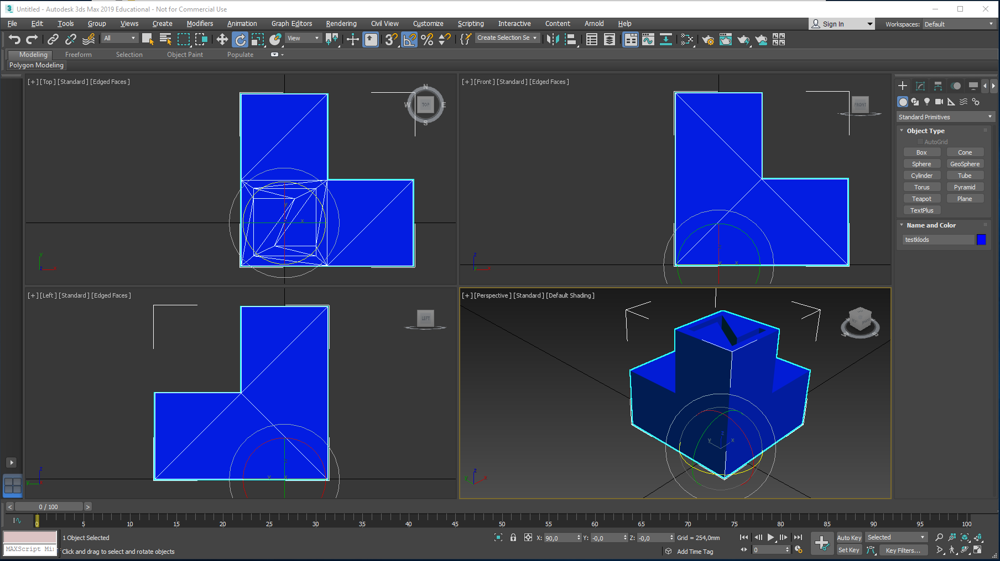 Untitled - Autodesk 3ds Max 2019 Educational - Not for Commercial Use
File Edit Tools Group Views Create Modifiers Animation Graph Editors Rendering Civil View Customize Scripting Interactive Content Arnold Help
Sign In
Workspaces: Default
All
View
Create Selection Se
Modeling Freeform Selection Object Paint Populate
Polygon Modeling
[+] [Top] [Standard] [Edged Faces]
N
W TOP E
S
y
x
y
z
[+] [Front] [Standard] [Edged Faces]
FRONT
z
y x
z
y
[+] [Left] [Standard] [Edged Faces]
LEFT
y x
z
y
[+] [Perspective] [Standard] [Default Shading]
z
y x
z
y x
Standard Primitives
Object Type
AutoGrid
Box Cone
Sphere GeoSphere
Cylinder Tube
Torus Pyramid
Teapot Plane
TextPlus
Name and Color
testklods
< 0 / 100 >
0 5 10 15 20 25 30 35 40 45 50 55 60 65 70 75 80 85 90 95 100
1 Object Selected
MAXScript Mi
Click and drag to select and rotate objects
X: 90,0 Y: -0,0 Z: -0,0 Grid = 254,0mm
Add Time Tag
0
Auto Key Selected
Set Key Key Filters...